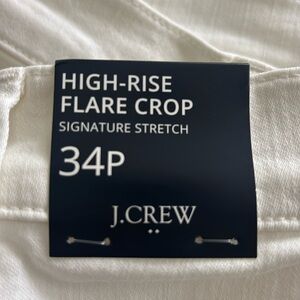 HIGH-RISE
FLARE CROP
SIGNATURE STRETCH
34P
J.CREW